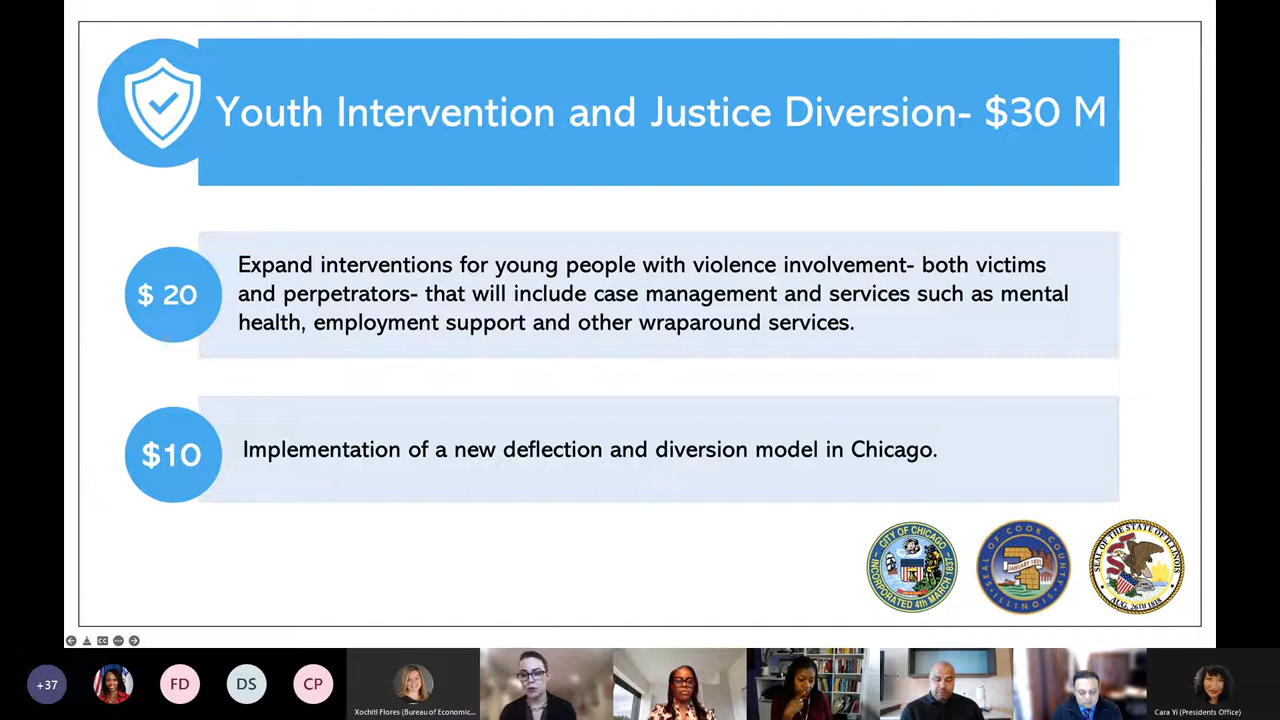 Youth Intervention and Justice Diversion- $30 M
$ 20
Expand interventions for young people with violence involvement- both victims
and perpetrators- that will include case management and services such as mental
health, employment support and other wraparound services.
$10
Implementation of a new deflection and diversion model in Chicago.
CITY OF CHICAGO
INCORPORATED 4th MARCH 1837
SEAL OF COOK COUNTY
JANUARY 1831
ILLINOIS
SEAL OF THE STATE OF ILLINOIS
AUG. 26TH 1818
CC
+37
FD
DS
CP
Xochitl Flores (Bureau of Economic...
Cara Yi (Presidents Office)